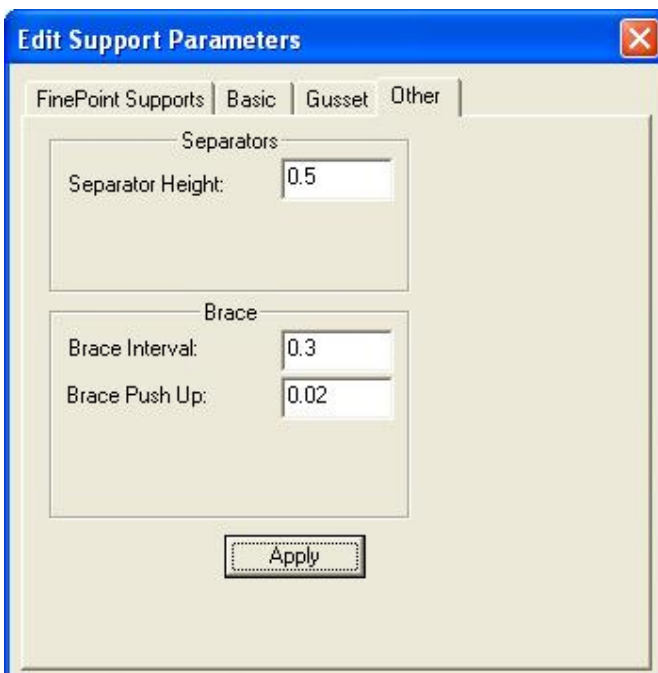 Edit Support Parameters
FinePoint Supports Basic Gusset Other
Separators
Separator Height: 0.5
Brace
Brace Interval: 0.3
Brace Push Up: 0.02
Apply